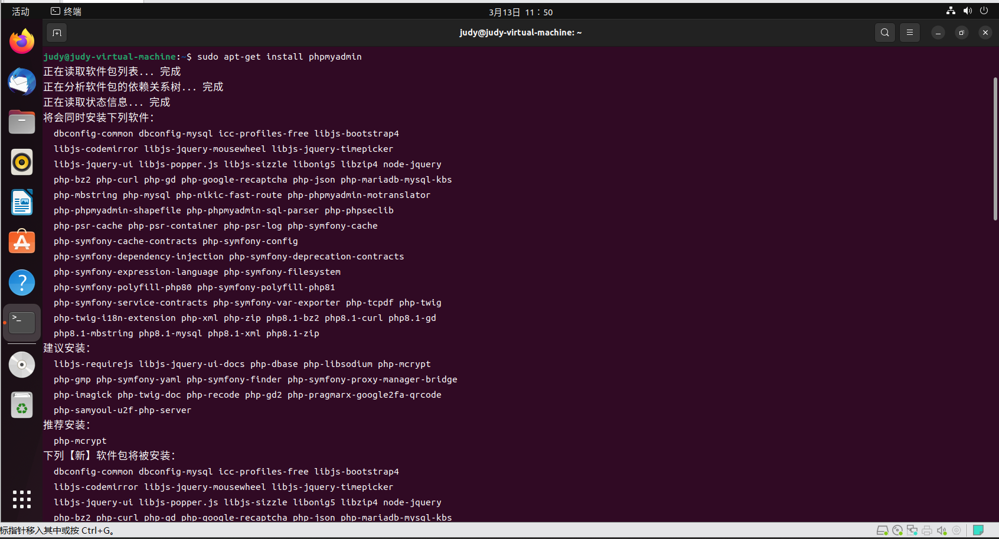 活动 终端 3月13日 11：50
judy@judy-virtual-machine: ~
judy@judy-virtual-machine:~$ sudo apt-get install phpmyadmin
正在读取软件包列表... 完成
正在分析软件包的依赖关系树... 完成
正在读取状态信息... 完成
将会同时安装下列软件：
dbconfig-common dbconfig-mysql icc-profiles-free libjs-bootstrap4
libjs-codemirror libjs-jquery-mousewheel libjs-jquery-timepicker
libjs-jquery-ui libjs-popper.js libjs-sizzle libonig5 libzip4 node-jquery
php-bz2 php-curl php-gd php-google-recaptcha php-json php-mariadb-mysql-kbs
php-mbstring php-mysql php-nikic-fast-route php-phpmyadmin-motranslator
php-phpmyadmin-shapefile php-phpmyadmin-sql-parser php-phpseclib
php-psr-cache php-psr-container php-psr-log php-symfony-cache
php-symfony-cache-contracts php-symfony-config
php-symfony-dependency-injection php-symfony-deprecation-contracts
php-symfony-expression-language php-symfony-filesystem
php-symfony-polyfill-php80 php-symfony-polyfill-php81
php-symfony-service-contracts php-symfony-var-exporter php-tcpdf php-twig
php-twig-i18n-extension php-xml php-zip php8.1-bz2 php8.1-curl php8.1-gd
php8.1-mbstring php8.1-mysql php8.1-xml php8.1-zip
建议安装：
libjs-requirejs libjs-jquery-ui-docs php-dbase php-libsodium php-mcrypt
php-gmp php-symfony-yaml php-symfony-finder php-symfony-proxy-manager-bridge
php-imagick php-twig-doc php-recode php-gd2 php-pragmarx-google2fa-qrcode
php-samyoul-u2f-php-server
推荐安装：
php-mcrypt
下列【新】软件包将被安装：
dbconfig-common dbconfig-mysql icc-profiles-free libjs-bootstrap4
libjs-codemirror libjs-jquery-mousewheel libjs-jquery-timepicker
libjs-jquery-ui libjs-popper.js libjs-sizzle libonig5 libzip4 node-jquery
php-bz2 php-curl php-gd php-google-recaptcha php-json php-mariadb-mysql-kbs
标指针移入其中或按 Ctrl+G。